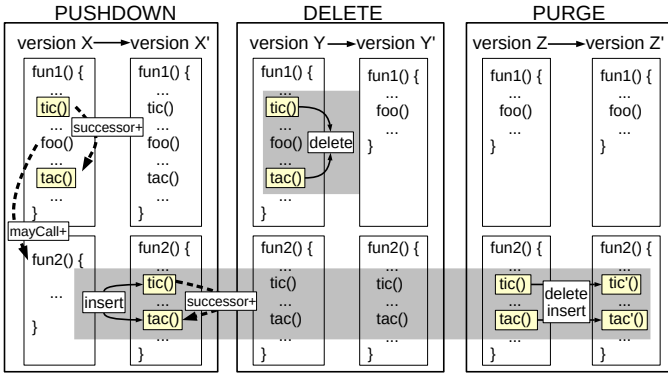 PUSHDOWN
version X version X'
fun1() {
...
tic()
...
successor+
foo()
...
tac()
...
}
mayCall+
fun2() {
...
}
fun1() {
...
tic()
...
foo()
...
tac()
...
}
fun2() {
...
insert
tic()
...
successor+
tac()
...
}
DELETE
version Y version Y'
fun1() {
...
tic()
...
foo()
delete
...
tac()
...
}
fun2() {
...
tic()
...
tac()
...
}
fun1() {
...
foo()
...
}
fun2() {
...
tic()
...
tac()
...
}
PURGE
version Z version Z'
fun1() {
...
foo()
...
}
fun2() {
...
tic()
...
tac()
...
}
delete
insert
fun1() {
...
foo()
...
}
fun2() {
...
tic'()
...
tac'()
...
}